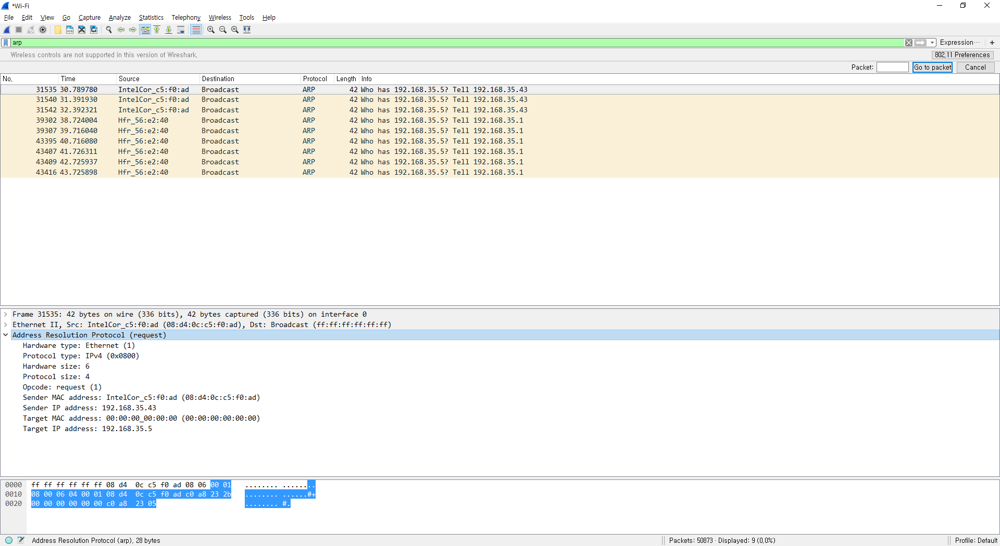 *Wi-Fi
File Edit View Go Capture Analyze Statistics Telephony Wireless Tools Help
arp Expression… +
Wireless controls are not supported in this version of Wireshark. 802.11 Preferences
Packet: Go to packet Cancel
No. Time Source Destination Protocol Length Info
31535 30.789780 IntelCor_c5:f0:ad Broadcast ARP 42 Who has 192.168.35.5? Tell 192.168.35.43
31540 31.391930 IntelCor_c5:f0:ad Broadcast ARP 42 Who has 192.168.35.5? Tell 192.168.35.43
31542 32.392321 IntelCor_c5:f0:ad Broadcast ARP 42 Who has 192.168.35.5? Tell 192.168.35.43
39302 38.724004 Hfr_56:e2:40 Broadcast ARP 42 Who has 192.168.35.5? Tell 192.168.35.1
39307 39.716040 Hfr_56:e2:40 Broadcast ARP 42 Who has 192.168.35.5? Tell 192.168.35.1
43395 40.716080 Hfr_56:e2:40 Broadcast ARP 42 Who has 192.168.35.5? Tell 192.168.35.1
43407 41.726311 Hfr_56:e2:40 Broadcast ARP 42 Who has 192.168.35.5? Tell 192.168.35.1
43409 42.725937 Hfr_56:e2:40 Broadcast ARP 42 Who has 192.168.35.5? Tell 192.168.35.1
43416 43.725898 Hfr_56:e2:40 Broadcast ARP 42 Who has 192.168.35.5? Tell 192.168.35.1
Frame 31535: 42 bytes on wire (336 bits), 42 bytes captured (336 bits) on interface 0
Ethernet II, Src: IntelCor_c5:f0:ad (08:d4:0c:c5:f0:ad), Dst: Broadcast (ff:ff:ff:ff:ff:ff)
Address Resolution Protocol (request)
Hardware type: Ethernet (1)
Protocol type: IPv4 (0x0800)
Hardware size: 6
Protocol size: 4
Opcode: request (1)
Sender MAC address: IntelCor_c5:f0:ad (08:d4:0c:c5:f0:ad)
Sender IP address: 192.168.35.43
Target MAC address: 00:00:00_00:00:00 (00:00:00:00:00:00)
Target IP address: 192.168.35.5
0000 ff ff ff ff ff ff 08 d4 0c c5 f0 ad 08 06 00 01 ........ ........
0010 08 00 06 04 00 01 08 d4 0c c5 f0 ad c0 a8 23 2b ........ ......#+
0020 00 00 00 00 00 00 c0 a8 23 05 ........ #.
Address Resolution Protocol (arp), 28 bytes Packets: 50873 · Displayed: 9 (0.0%) Profile: Default